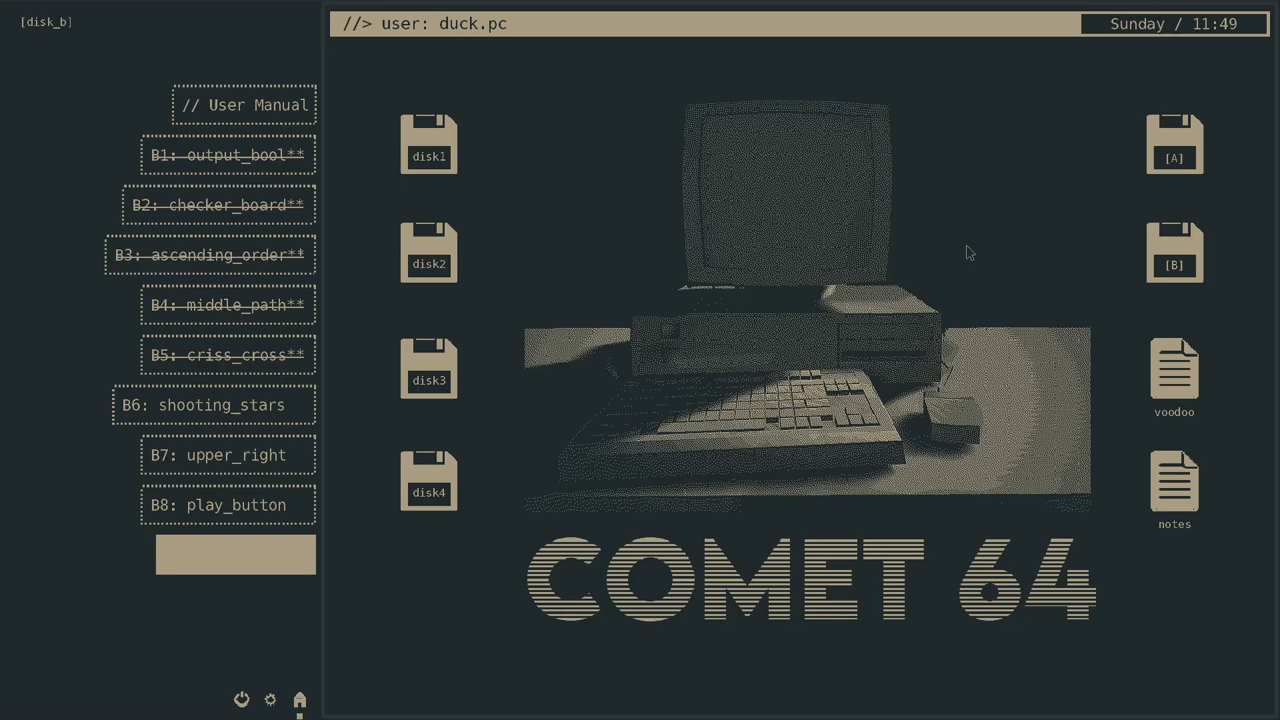 [disk_b]
//> user: duck.pc
Sunday / 11:49
// User Manual
B1: output_bool**
B2: checker_board**
B3: ascending_order**
B4: middle_path**
B5: criss_cross**
B6: shooting_stars
B7: upper_right
B8: play_button
disk1
disk2
disk3
disk4
[A]
[B]
voodoo
notes
COMET 64